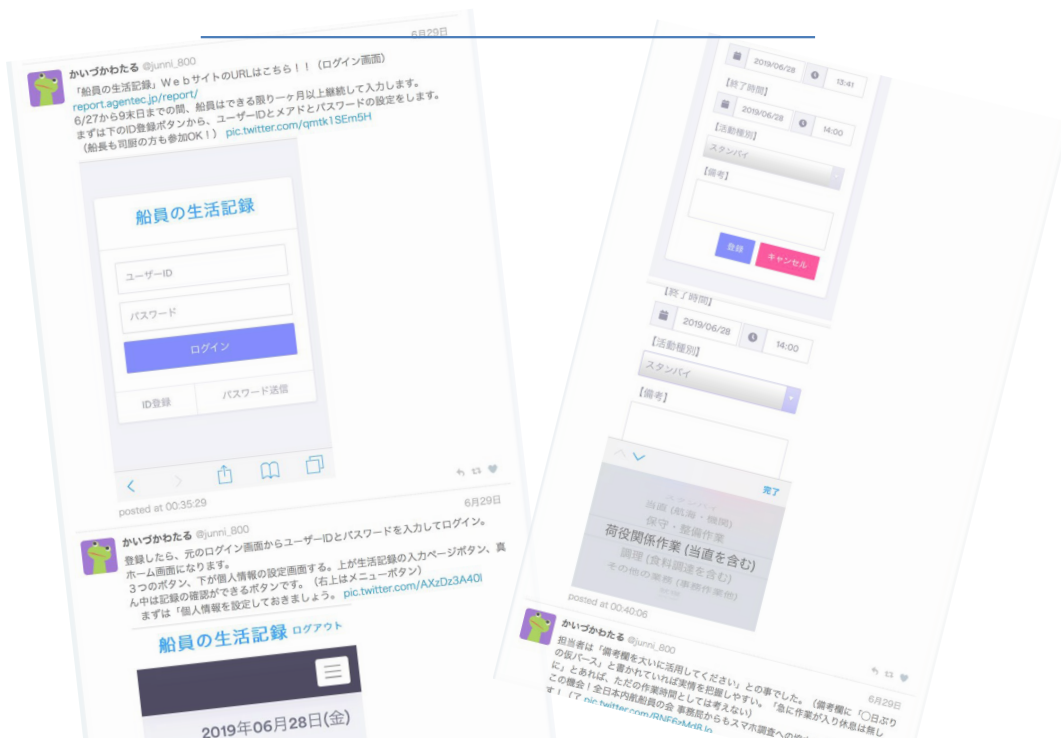 6月29日
かいづかわたる @junni_800
「船員の生活記録」WebサイトのURLはこちら！！（ログイン画面）
report.agentec.jp/report/
6/27から9末日までの間、船員はできる限り一ヶ月以上継続して入力します。
まずは下のID登録ボタンから、ユーザーIDとメアドとパスワードの設定をします。
（船長も司厨の方も参加OK！） pic.twitter.com/qmtk1SEm5H
船員の生活記録
ユーザーID
パスワード
ログイン
ID登録
パスワード送信
posted at 00:35:29
6月29日
かいづかわたる @junni_800
登録したら、元のログイン画面からユーザーIDとパスワードを入力してログイン。
ホーム画面になります。
３つのボタン、下が個人情報の設定画面する。上が生活記録の入力ページボタン、真
ん中は記録の確認ができるボタンです。（右上はメニューボタン）
まずは「個人情報を設定しておきましょう。 pic.twitter.com/AXzDz3A40l
船員の生活記録 ログアウト
2019年06月28日(金)
2019/06/28 13:41
【終了時間】
2019/06/28 14:00
【活動種別】
スタンバイ
【備考】
登録
キャンセル
【終了時間】
2019/06/28 14:00
【活動種別】
スタンバイ
【備考】
完了
スタンバイ
当直 (航海・機関)
保守・整備作業
荷役関係作業 (当直を含む)
調理 (食料調達を含む)
その他の業務 (事務作業他)
posted at 00:40:06
かいづかわたる @junni_800
6月29日
担当者は「備考欄を大いに活用してください」との事でした。（備考欄に「〇日ぶり
の仮バース」と書かれていれば実情を把握しやすい。「急に作業が入り休息は無し
に」とあれば、ただの作業時間としては考えない）
この機会！全日本内航船員の会 事務局からもスマホ調査への
す！（ア pic.twitter.com/